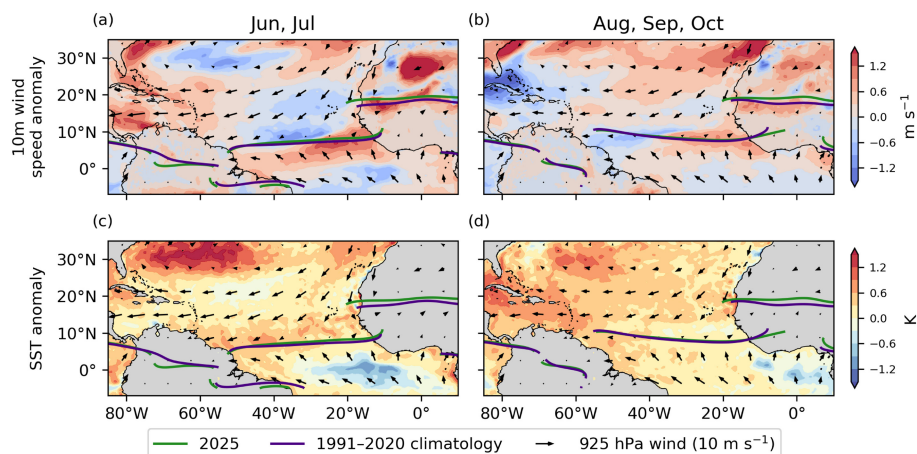 (a) Jun, Jul (b) Aug, Sep, Oct
10m wind
speed anomaly
30°N
20°N
10°N
0°
1.2
0.6
0.0
−0.6
−1.2
m s⁻¹
(c) (d)
SST anomaly
30°N
20°N
10°N
0°
1.2
0.6
0.0
−0.6
−1.2
K
80°W 60°W 40°W 20°W 0° 80°W 60°W 40°W 20°W 0°
2025 1991–2020 climatology 925 hPa wind (10 m s⁻¹)